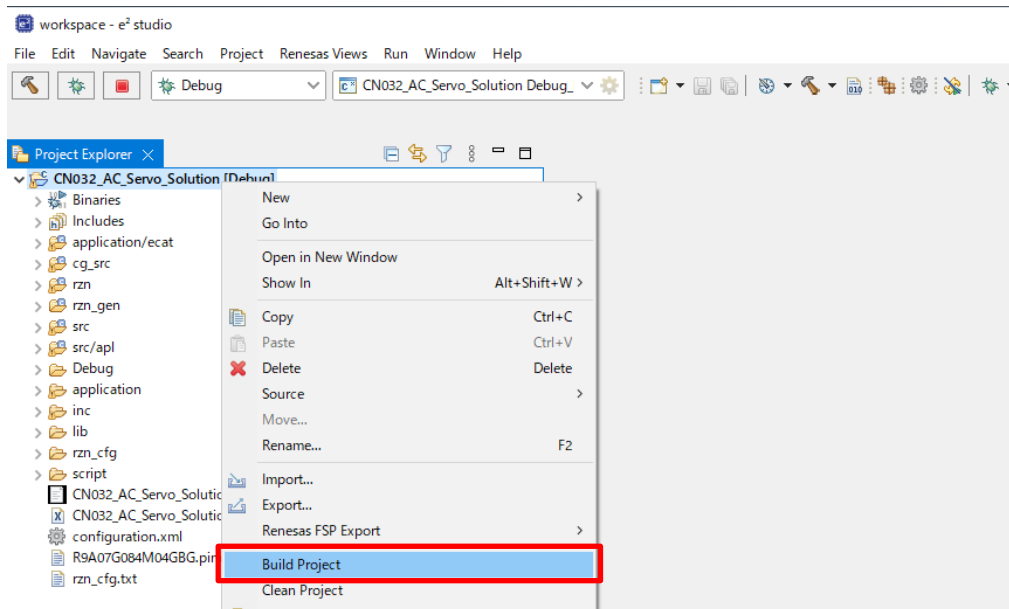 workspace - e² studio
File Edit Navigate Search Project Renesas Views Run Window Help
Debug CN032_AC_Servo_Solution Debug_
Project Explorer
CN032_AC_Servo_Solution [Debug]
Binaries
Includes
application/ecat
cg_src
rzn
rzn_gen
src
src/apl
Debug
application
inc
lib
rzn_cfg
script
CN032_AC_Servo_Solutic
CN032_AC_Servo_Solutic
configuration.xml
R9A07G084M04GBG.pin
rzn_cfg.txt
New
Go Into
Open in New Window
Show In Alt+Shift+W >
Copy Ctrl+C
Paste Ctrl+V
Delete Delete
Source
Move...
Rename... F2
Import...
Export...
Renesas FSP Export
Build Project
Clean Project